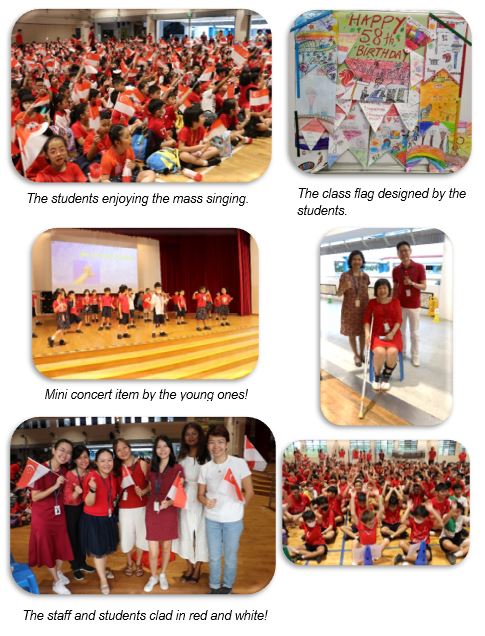 HAPPY
58th
BIRTHDAY
The students enjoying the mass singing.
The class flag designed by the
students.
Mini concert item by the young ones!
The staff and students clad in red and white!